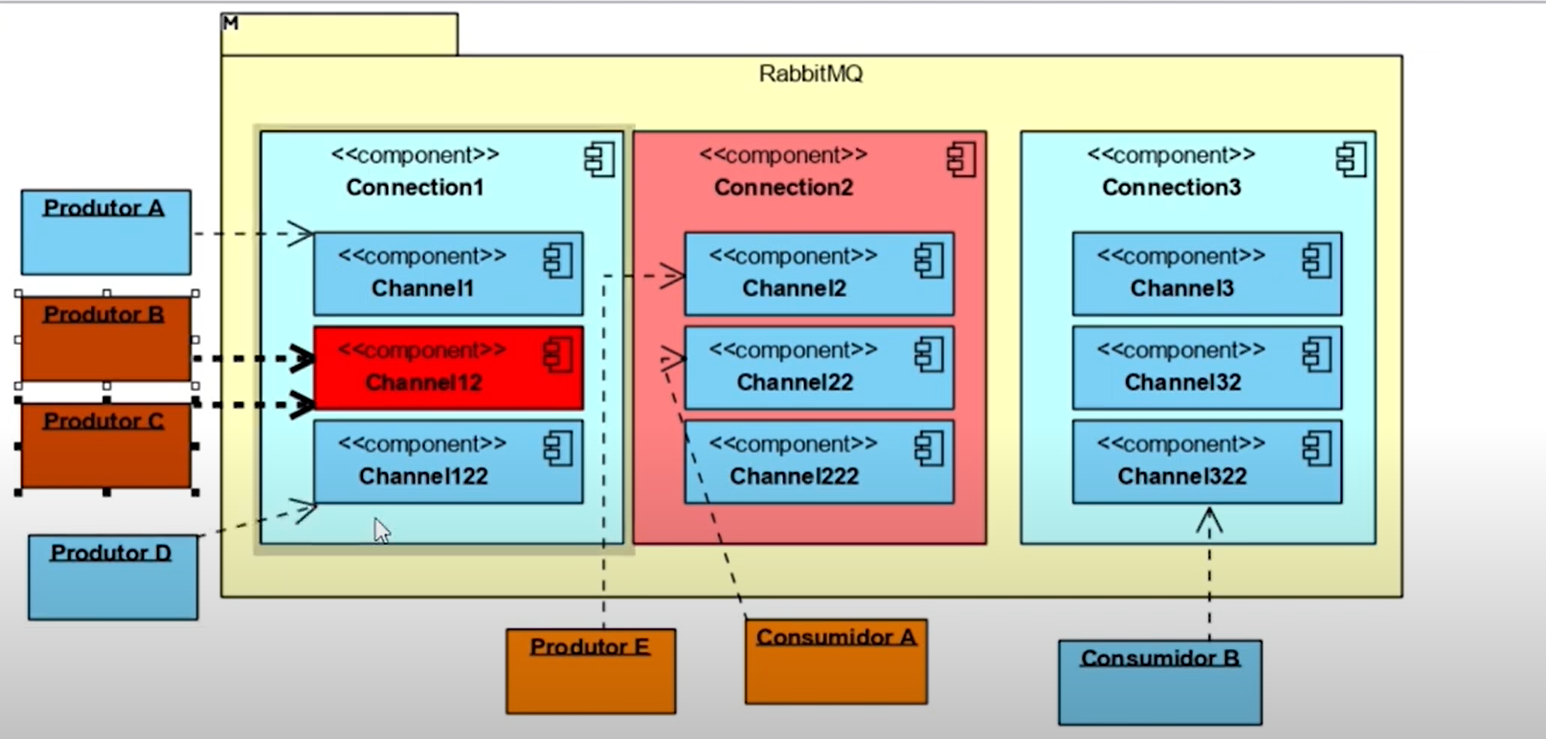 M
RabbitMQ
<<component>>
Connection1
<<component>>
Channel1
<<component>>
Channel12
<<component>>
Channel122
<<component>>
Connection2
<<component>>
Channel2
<<component>>
Channel22
<<component>>
Channel222
<<component>>
Connection3
<<component>>
Channel3
<<component>>
Channel32
<<component>>
Channel322
Produtor A
Produtor B
Produtor C
Produtor D
Produtor E
Consumidor A
Consumidor B